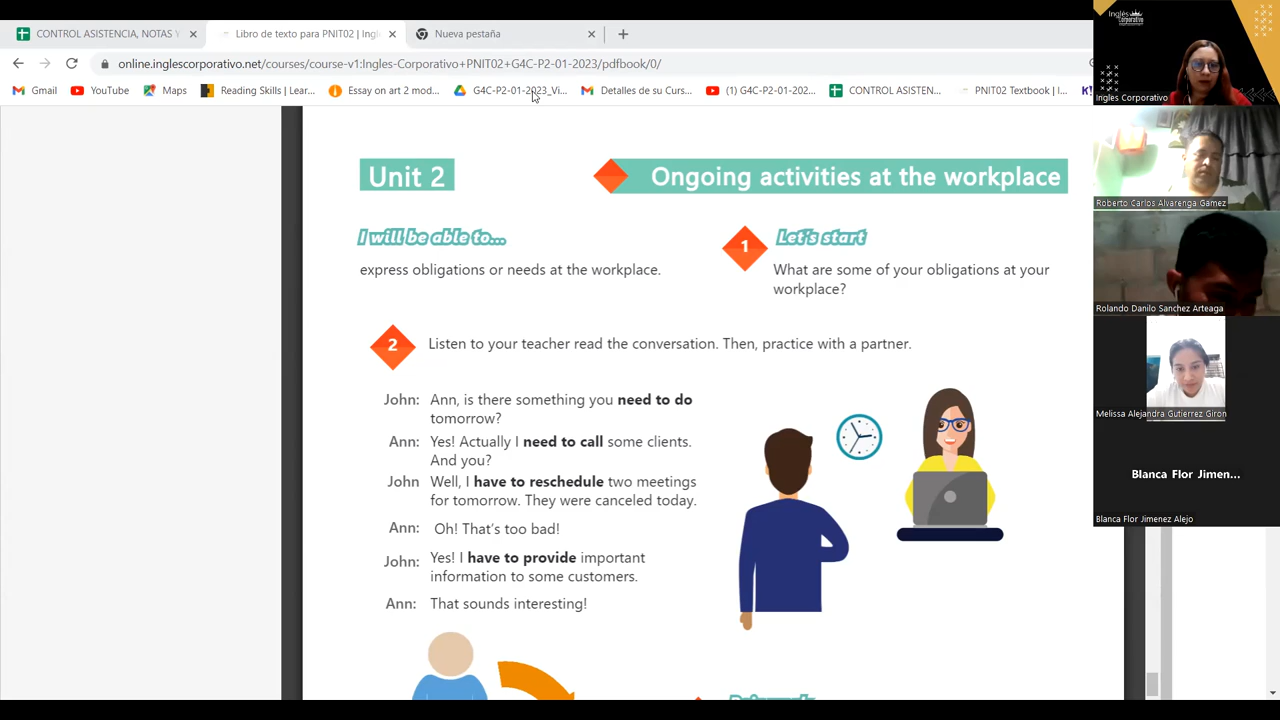 CONTROL ASISTENCIA, NOTAS Y
Libro de texto para PNIT02 | Ingl
Nueva pestaña
online.inglescorporativo.net/courses/course-v1:Ingles-Corporativo+PNIT02+G4C-P2-01-2023/pdfbook/0/
Gmail
YouTube
Maps
Reading Skills | Lear...
Essay on art 2 mod...
G4C-P2-01-2023_Vi...
Detalles de su Curs...
(1) G4C-P2-01-202...
CONTROL ASISTEN...
PNIT02 Textbook | I...
Unit 2
Ongoing activities at the workplace
I will be able to...
express obligations or needs at the workplace.
1
Let's start
What are some of your obligations at your
workplace?
2
Listen to your teacher read the conversation. Then, practice with a partner.
John: Ann, is there something you need to do
tomorrow?
Ann: Yes! Actually I need to call some clients.
And you?
John Well, I have to reschedule two meetings
for tomorrow. They were canceled today.
Ann: Oh! That's too bad!
John: Yes! I have to provide important
information to some customers.
Ann: That sounds interesting!
Inglés
Corporativo
Ingles Corporativo
Roberto Carlos Alvarenga Gamez
Rolando Danilo Sanchez Arteaga
Melissa Alejandra Gutierrez Giron
Blanca Flor Jimen...
Blanca Flor Jimenez Alejo